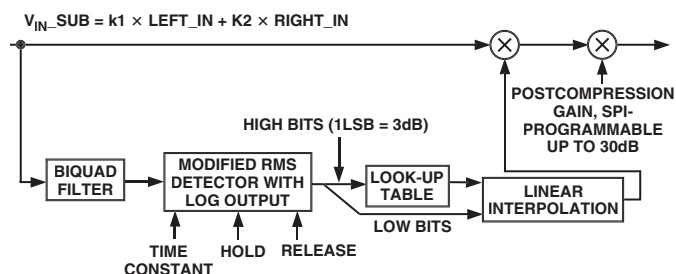 VIN_SUB = k1 × LEFT_IN + K2 × RIGHT_IN
×
×
POSTCOMPRESSION
GAIN, SPI-
PROGRAMMABLE
UP TO 30dB
HIGH BITS (1LSB = 3dB)
BIQUAD
FILTER
MODIFIED RMS
DETECTOR WITH
LOG OUTPUT
LOOK-UP
TABLE
LINEAR
INTERPOLATION
LOW BITS
TIME
CONSTANT
HOLD
RELEASE